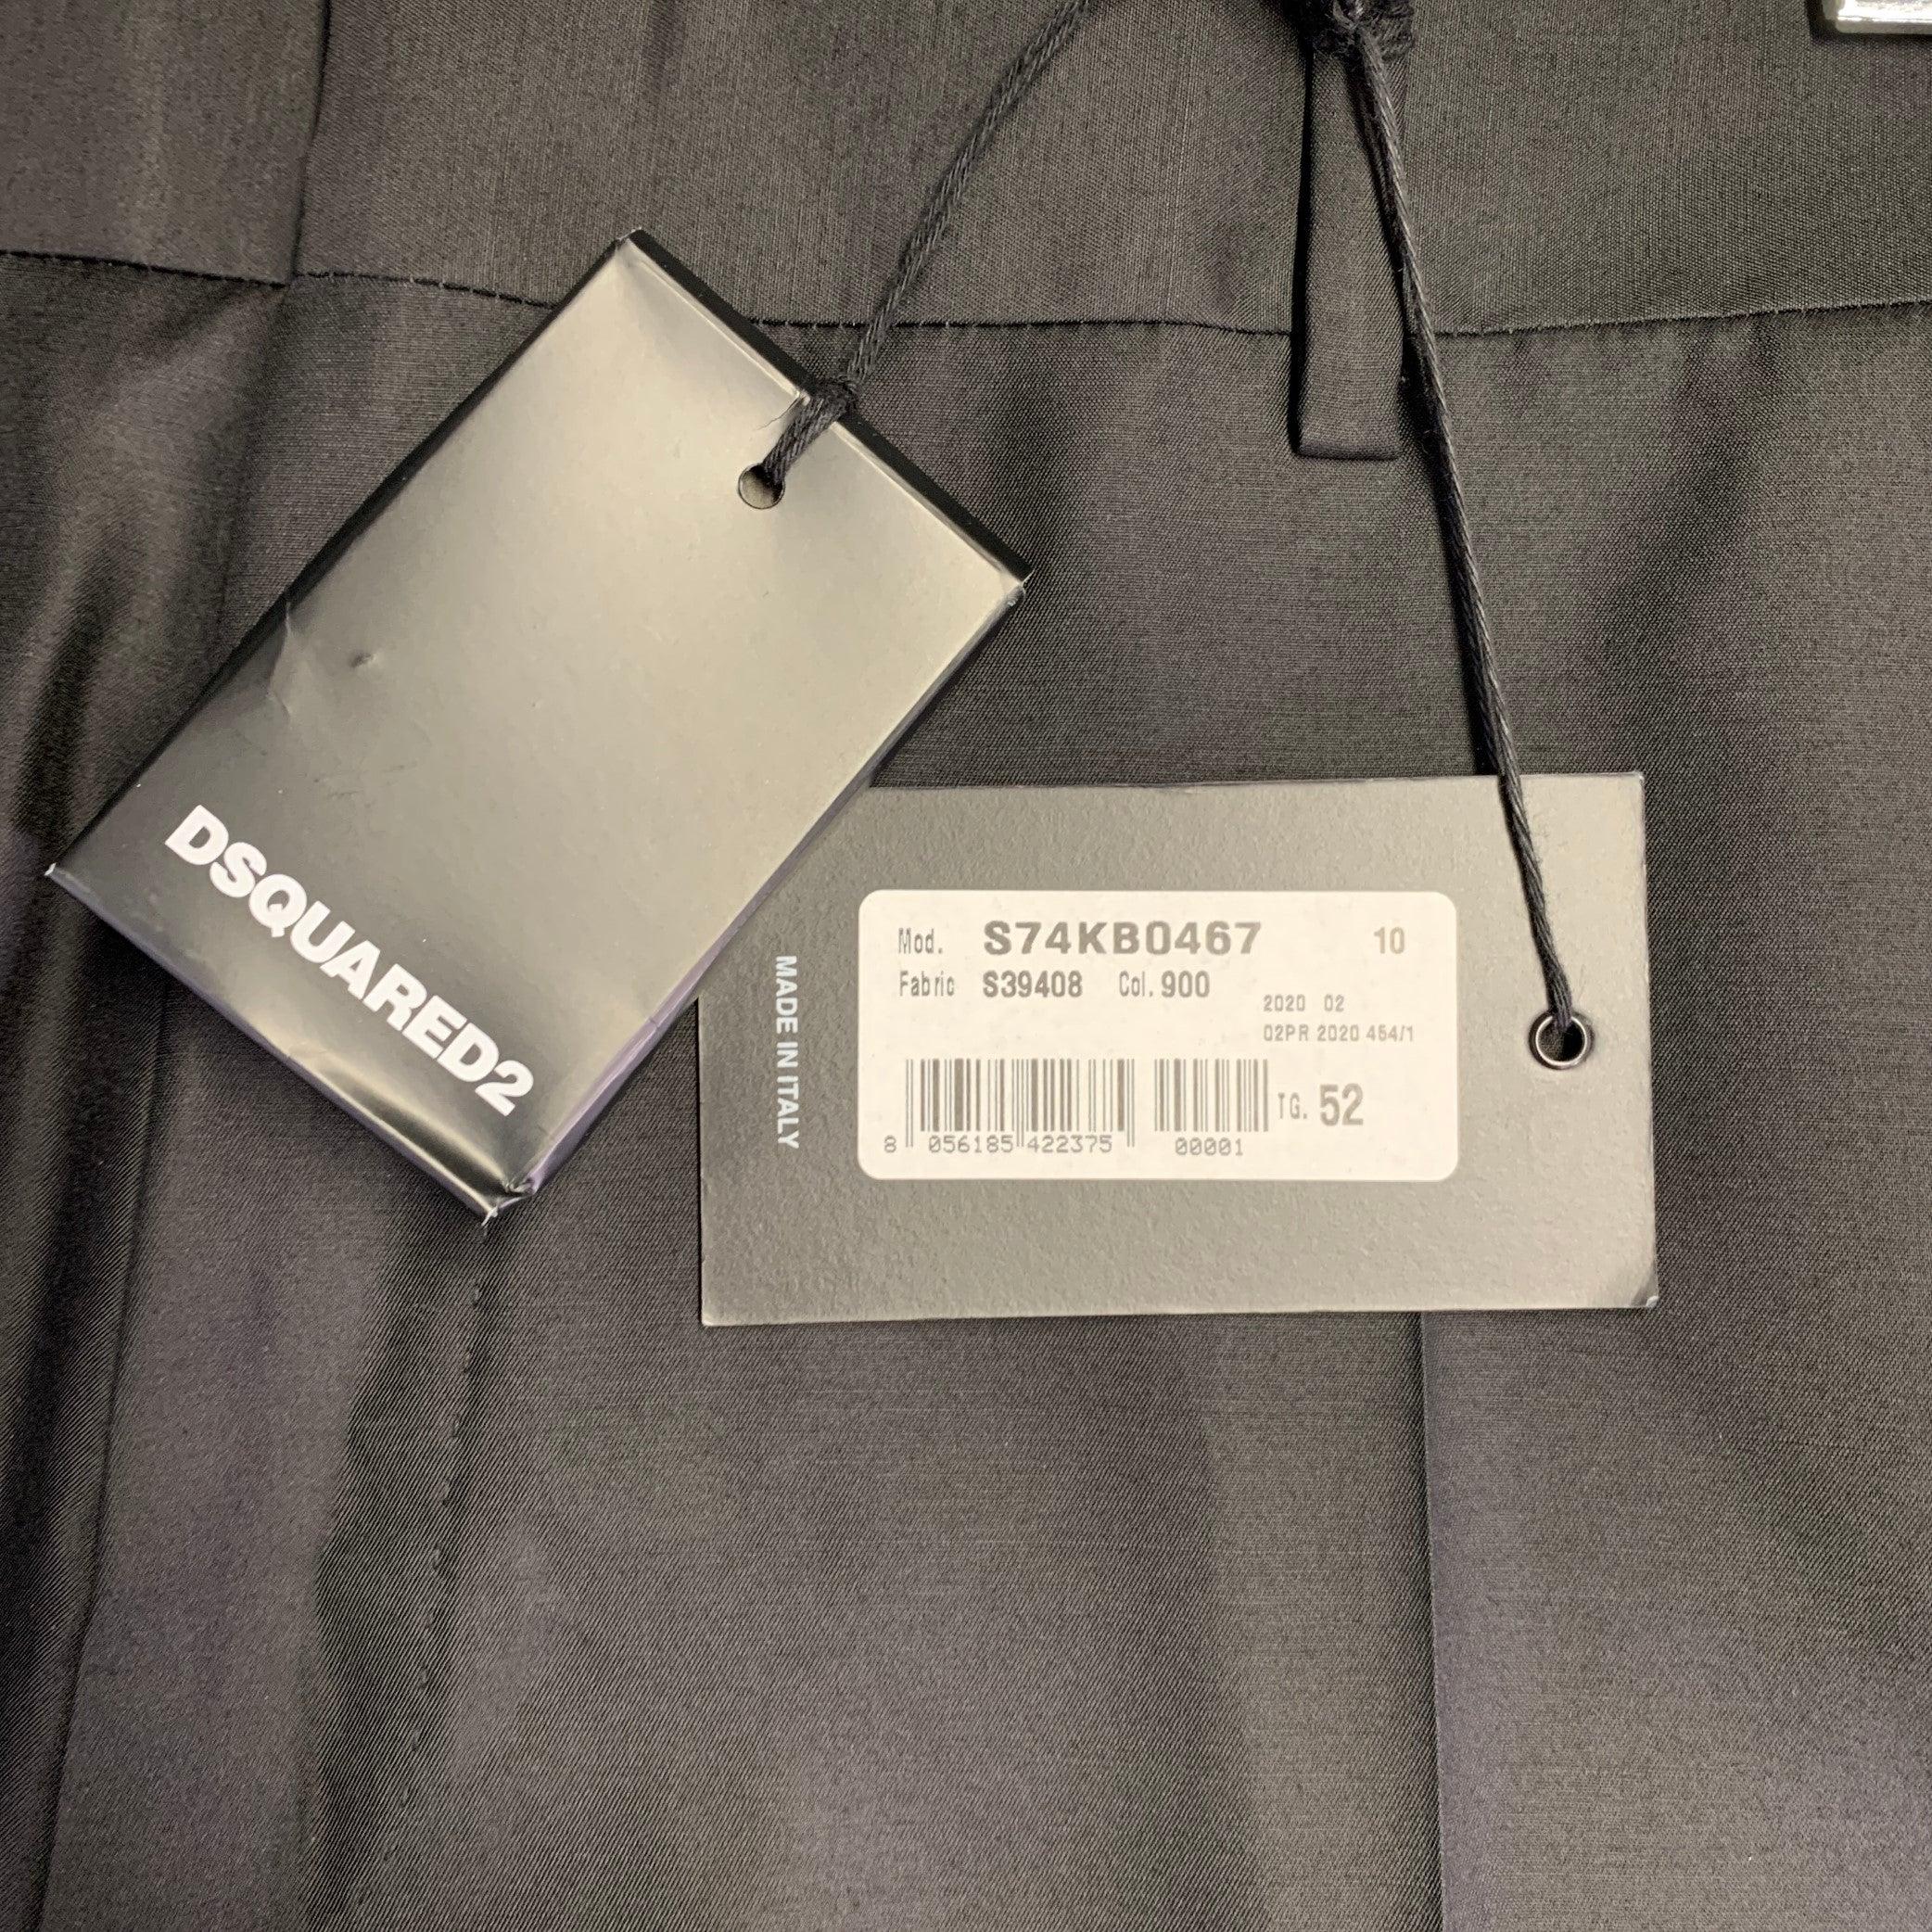 DSQUARED2
MADE IN ITALY
Mod. S74KB0467 10
Fabric S39408 Col. 900
2020 02
02PR 2020 454/1
TG. 52
8 056185 422375 00001